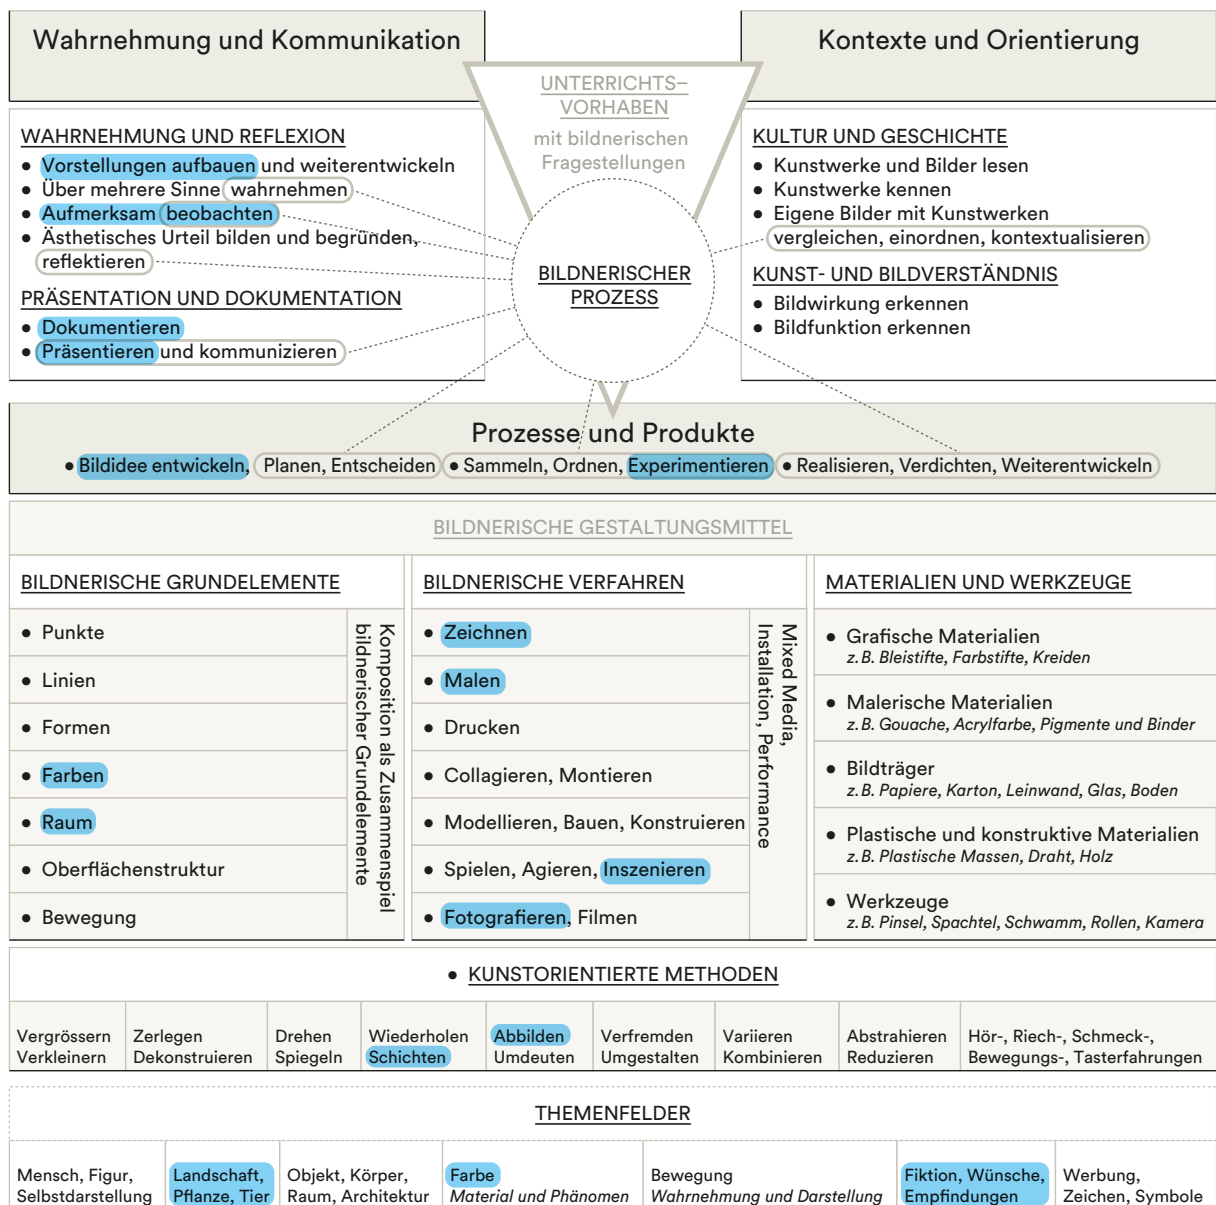 Wahrnehmung und Kommunikation
WAHRNEHMUNG UND REFLEXION
● Vorstellungen aufbauen und weiterentwickeln
● Über mehrere Sinne wahrnehmen
● Aufmerksam beobachten
● Ästhetisches Urteil bilden und begründen,
reflektieren
PRÄSENTATION UND DOKUMENTATION
● Dokumentieren
● Präsentieren und kommunizieren
UNTERRICHTS–
VORHABEN
mit bildnerischen
Fragestellungen
BILDNERISCHER
PROZESS
Kontexte und Orientierung
KULTUR UND GESCHICHTE
● Kunstwerke und Bilder lesen
● Kunstwerke kennen
● Eigene Bilder mit Kunstwerken
vergleichen, einordnen, kontextualisieren
KUNST- UND BILDVERSTÄNDNIS
● Bildwirkung erkennen
● Bildfunktion erkennen
Prozesse und Produkte
● Bildidee entwickeln, Planen, Entscheiden ● Sammeln, Ordnen, Experimentieren ● Realisieren, Verdichten, Weiterentwickeln
BILDNERISCHE GESTALTUNGSMITTEL
BILDNERISCHE GRUNDELEMENTE
● Punkte
● Linien
● Formen
● Farben
● Raum
● Oberflächenstruktur
● Bewegung
Komposition als Zusammenspiel
bildnerischer Grundelemente
BILDNERISCHE VERFAHREN
● Zeichnen
● Malen
● Drucken
● Collagieren, Montieren
● Modellieren, Bauen, Konstruieren
● Spielen, Agieren, Inszenieren
● Fotografieren, Filmen
Mixed Media,
Installation, Performance
MATERIALIEN UND WERKZEUGE
● Grafische Materialien
z. B. Bleistifte, Farbstifte, Kreiden
● Malerische Materialien
z. B. Gouache, Acrylfarbe, Pigmente und Binder
● Bildträger
z. B. Papiere, Karton, Leinwand, Glas, Boden
● Plastische und konstruktive Materialien
z. B. Plastische Massen, Draht, Holz
● Werkzeuge
z. B. Pinsel, Spachtel, Schwamm, Rollen, Kamera
● KUNSTORIENTIERTE METHODEN
Vergrössern
Verkleinern
Zerlegen
Dekonstruieren
Drehen
Spiegeln
Wiederholen
Schichten
Abbilden
Umdeuten
Verfremden
Umgestalten
Variieren
Kombinieren
Abstrahieren
Reduzieren
Hör-, Riech-, Schmeck-,
Bewegungs-, Tasterfahrungen
THEMENFELDER
Mensch, Figur,
Selbstdarstellung
Landschaft,
Pflanze, Tier
Objekt, Körper,
Raum, Architektur
Farbe
Material und Phänomen
Bewegung
Wahrnehmung und Darstellung
Fiktion, Wünsche,
Empfindungen
Werbung,
Zeichen, Symbole